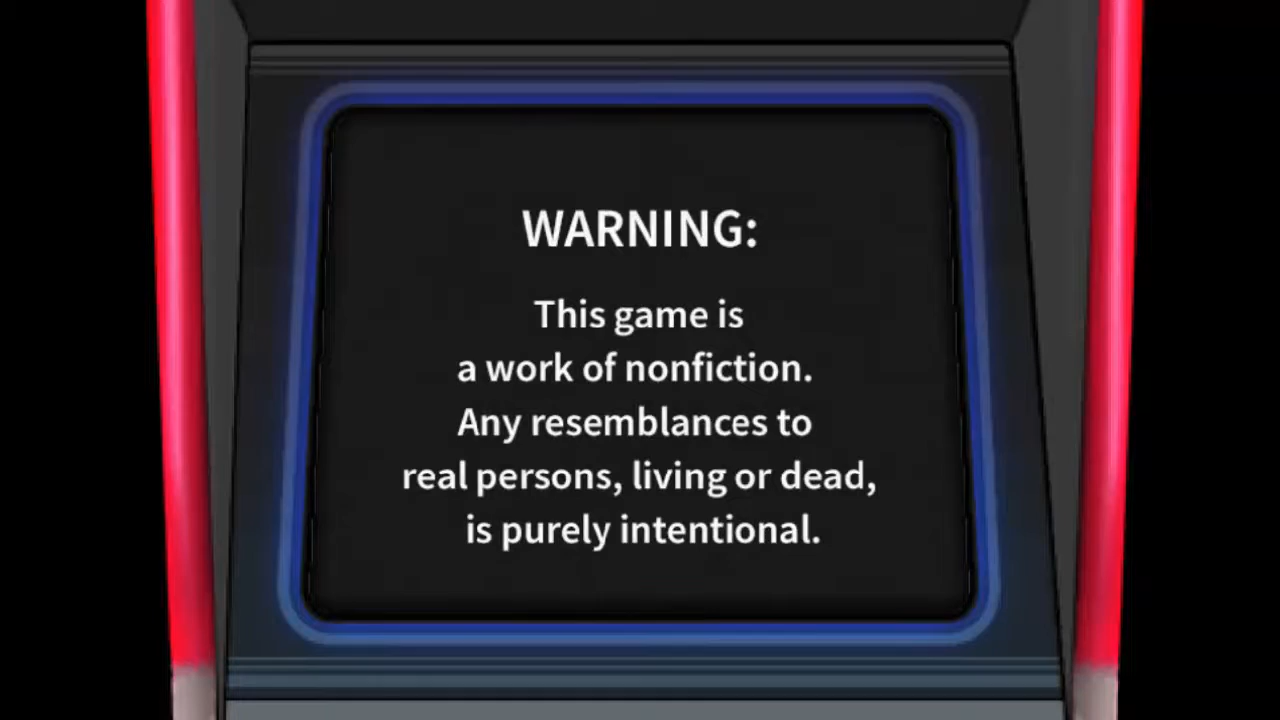 WARNING:
This game is
a work of nonfiction.
Any resemblances to
real persons, living or dead,
is purely intentional.